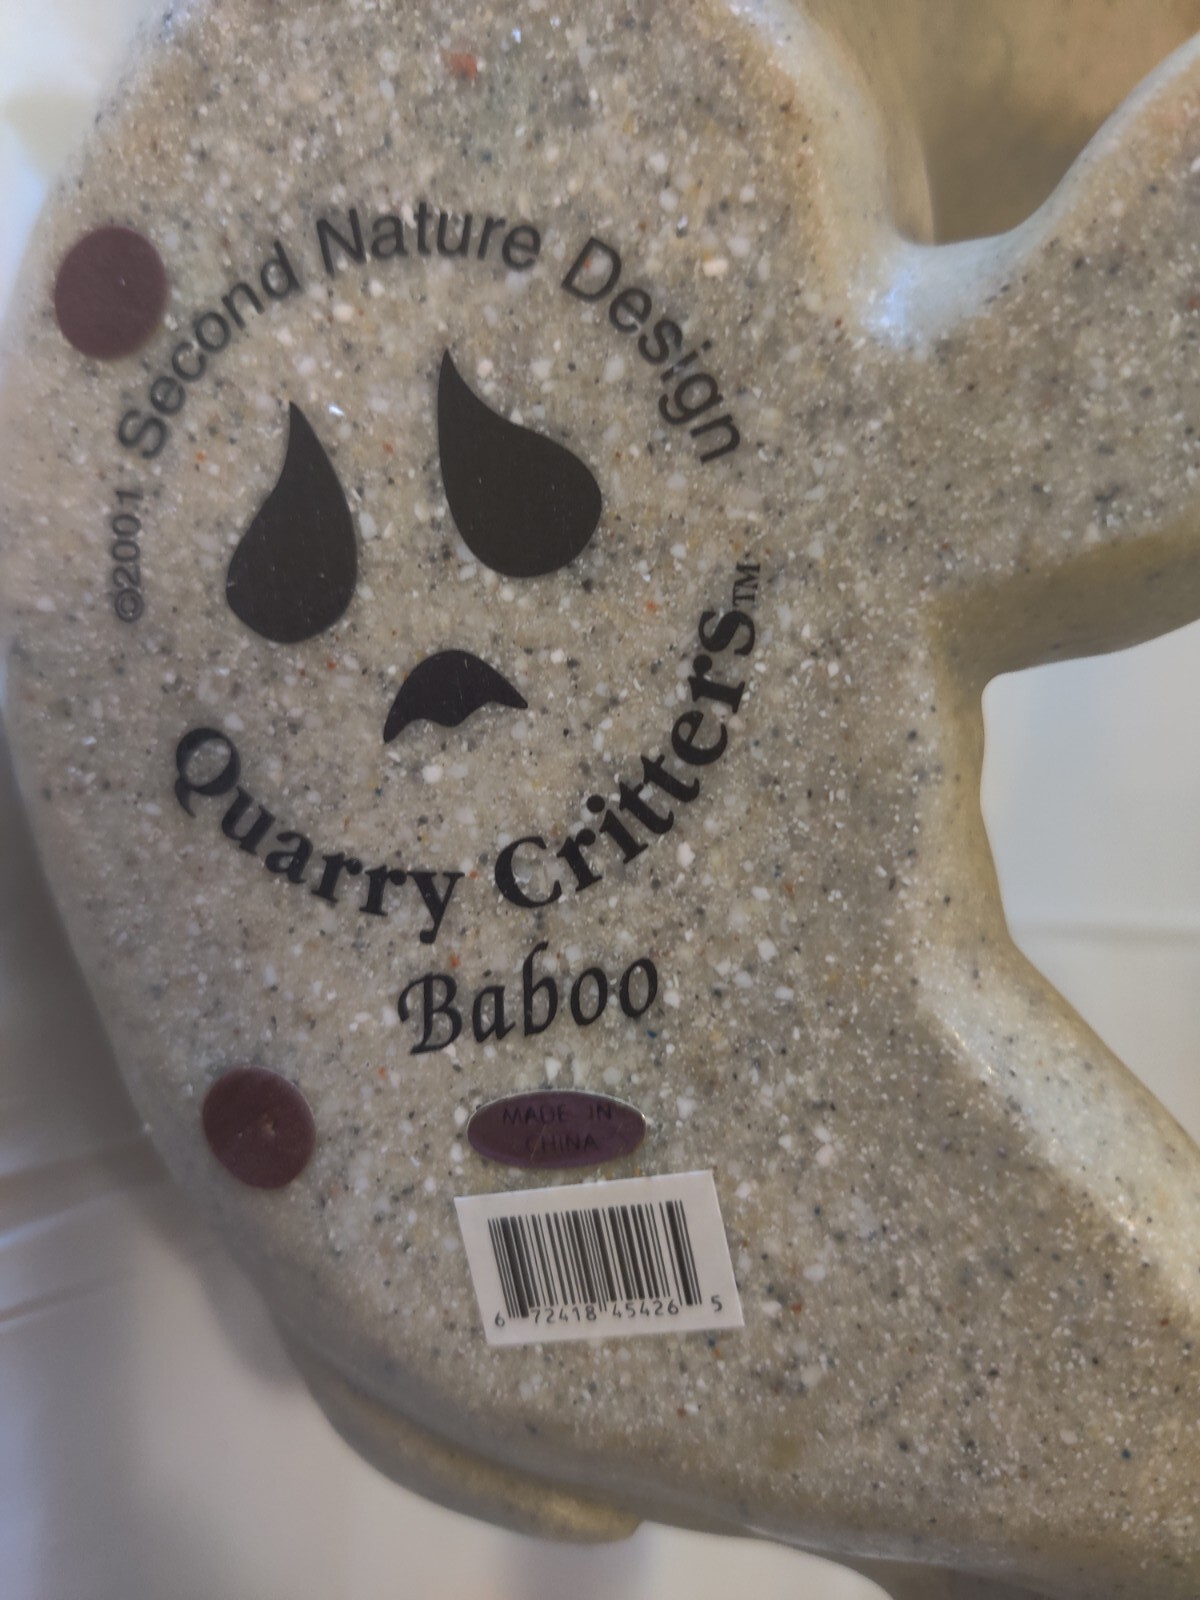 ©2001 Second Nature Design
Quarry Critters™
Baboo
MADE IN
CHINA
6 72418 45426 5